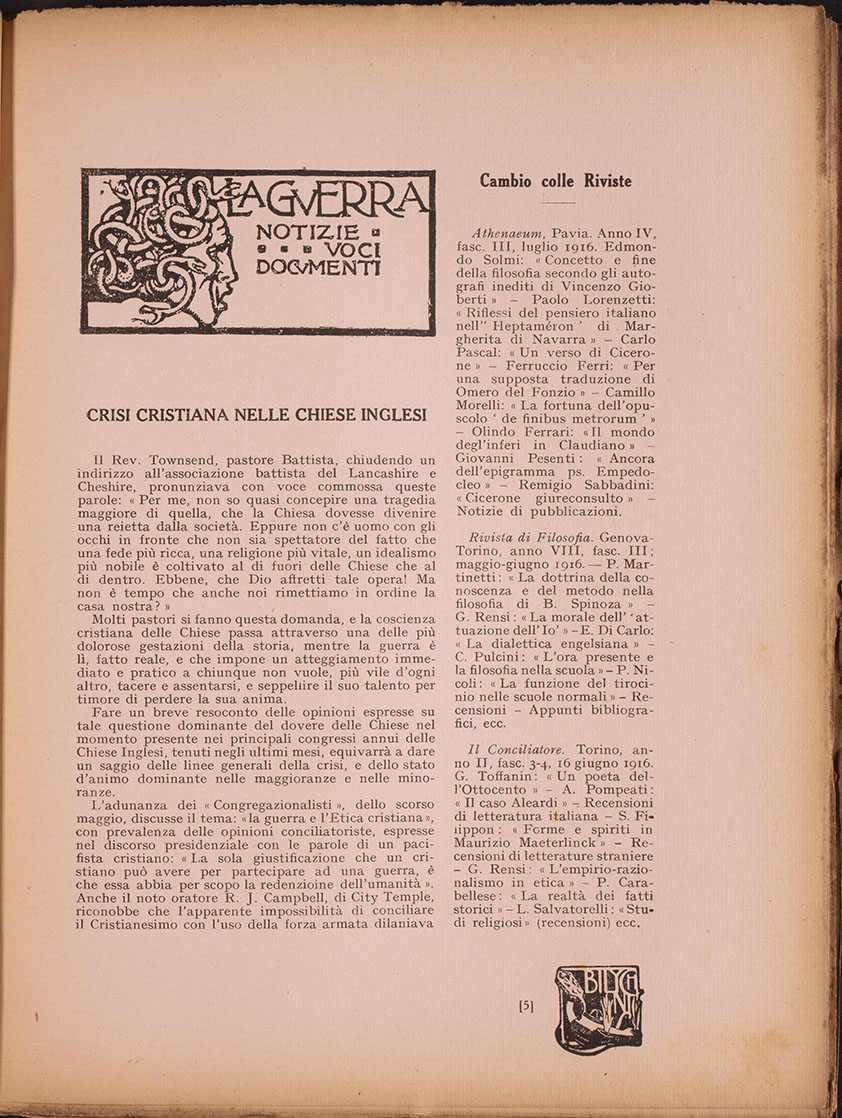 LA GVERRA
NOTIZIE
VOCI
DOCVMENTI
CRISI CRISTIANA NELLE CHIESE INGLESI
Il Rev. Townsend, pastore Battista, chiudendo un
indirizzo all'associazione battista del Lancashire e
Cheshire, pronunziava con voce commossa queste
parole: « Per me, non so quasi concepire una tragedia
maggiore di quella, che la Chiesa dovesse divenire
una reietta dalla società. Eppure non c'è uomo con gli
occhi in fronte che non sia spettatore del fatto che
una fede più ricca, una religione più vitale, un idealismo
più nobile è coltivato al di fuori delle Chiese che al
di dentro. Ebbene, che Dio affretti tale opera! Ma
non è tempo che anche noi rimettiamo in ordine la
casa nostra? »
Molti pastori si fanno questa domanda, e la coscienza
cristiana delle Chiese passa attraverso una delle più
dolorose gestazioni della storia, mentre la guerra è
lì, fatto reale, e che impone un atteggiamento imme-
diato e pratico a chiunque non vuole, più vile d'ogni
altro, tacere e assentarsi, e seppellire il suo talento per
timore di perdere la sua anima.
Fare un breve resoconto delle opinioni espresse su
tale questione dominante del dovere delle Chiese nel
momento presente nei principali congressi annui delle
Chiese Inglesi, tenuti negli ultimi mesi, equivarrà a dare
un saggio delle linee generali della crisi, e dello stato
d'animo dominante nelle maggioranze e nelle mino-
ranze.
L'adunanza dei « Congregazionalisti », dello scorso
maggio, discusse il tema: «la guerra e l'Etica cristiana»,
con prevalenza delle opinioni conciliatoriste, espresse
nel discorso presidenziale con le parole di un paci-
fista cristiano: « La sola giustificazione che un cri-
stiano può avere per partecipare ad una guerra, è
che essa abbia per scopo la redenzioine dell'umanità ».
Anche il noto oratore R. J. Campbell, di City Temple,
riconobbe che l'apparente impossibilità di conciliare
il Cristianesimo con l'uso della forza armata dilaniava
Cambio colle Riviste
Athenaeum, Pavia. Anno IV,
fasc. III, luglio 1916. Edmon-
do Solmi: « Concetto e fine
della filosofia secondo gli auto-
grafi inediti di Vincenzo Gio-
berti » – Paolo Lorenzetti:
« Riflessi del pensiero italiano
nell'' Heptaméron ' di Mar-
gherita di Navarra » – Carlo
Pascal: « Un verso di Cicero-
ne » – Ferruccio Ferri: « Per
una supposta traduzione di
Omero del Fonzio » – Camillo
Morelli: « La fortuna dell'opu-
scolo ' de finibus metrorum ' »
– Olindo Ferrari: «Il mondo
degl'inferi in Claudiano » –
Giovanni Pesenti: « Ancora
dell'epigramma ps. Empedo-
cleo » – Remigio Sabbadini:
« Cicerone giureconsulto » –
Notizie di pubblicazioni.
Rivista di Filosofia. Genova-
Torino, anno VIII, fasc. III;
maggio-giugno 1916. — P. Mar-
tinetti: « La dottrina della co-
noscenza e del metodo nella
filosofia di B. Spinoza » –
G. Rensi: « La morale dell' 'at-
tuazione dell'Io' » – E. Di Carlo:
« La dialettica engelsiana » –
C. Pulcini: « L'ora presente e
la filosofia nella scuola » – P. Ni-
coli: « La funzione del tiroci-
nio nelle scuole normali » – Re-
censioni – Appunti bibliogra-
fici, ecc.
Il Conciliatore. Torino, an-
no II, fasc. 3-4, 16 giugno 1916.
G. Toffanin: « Un poeta del-
l'Ottocento » – A. Pompeati:
« Il caso Aleardi » – Recensioni
di letteratura italiana – S. Fi-
lippon: « Forme e spiriti in
Maurizio Maeterlinck » – Re-
censioni di letterature straniere
– G. Rensi: « L'empirio-razio-
nalismo in etica » – P. Cara-
bellese: « La realtà dei fatti
storici » – L. Salvatorelli: «Stu-
di religiosi» (recensioni) ecc.
[5]
BILYCHNIS